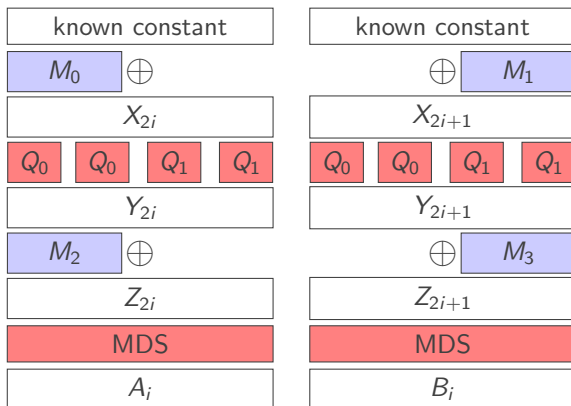 known constant known constant
M₀ ⊕ ⊕ M₁
X₂ᵢ X₂ᵢ₊₁
Q₀ Q₀ Q₁ Q₁ Q₀ Q₀ Q₁ Q₁
Y₂ᵢ Y₂ᵢ₊₁
M₂ ⊕ ⊕ M₃
Z₂ᵢ Z₂ᵢ₊₁
MDS MDS
Aᵢ Bᵢ